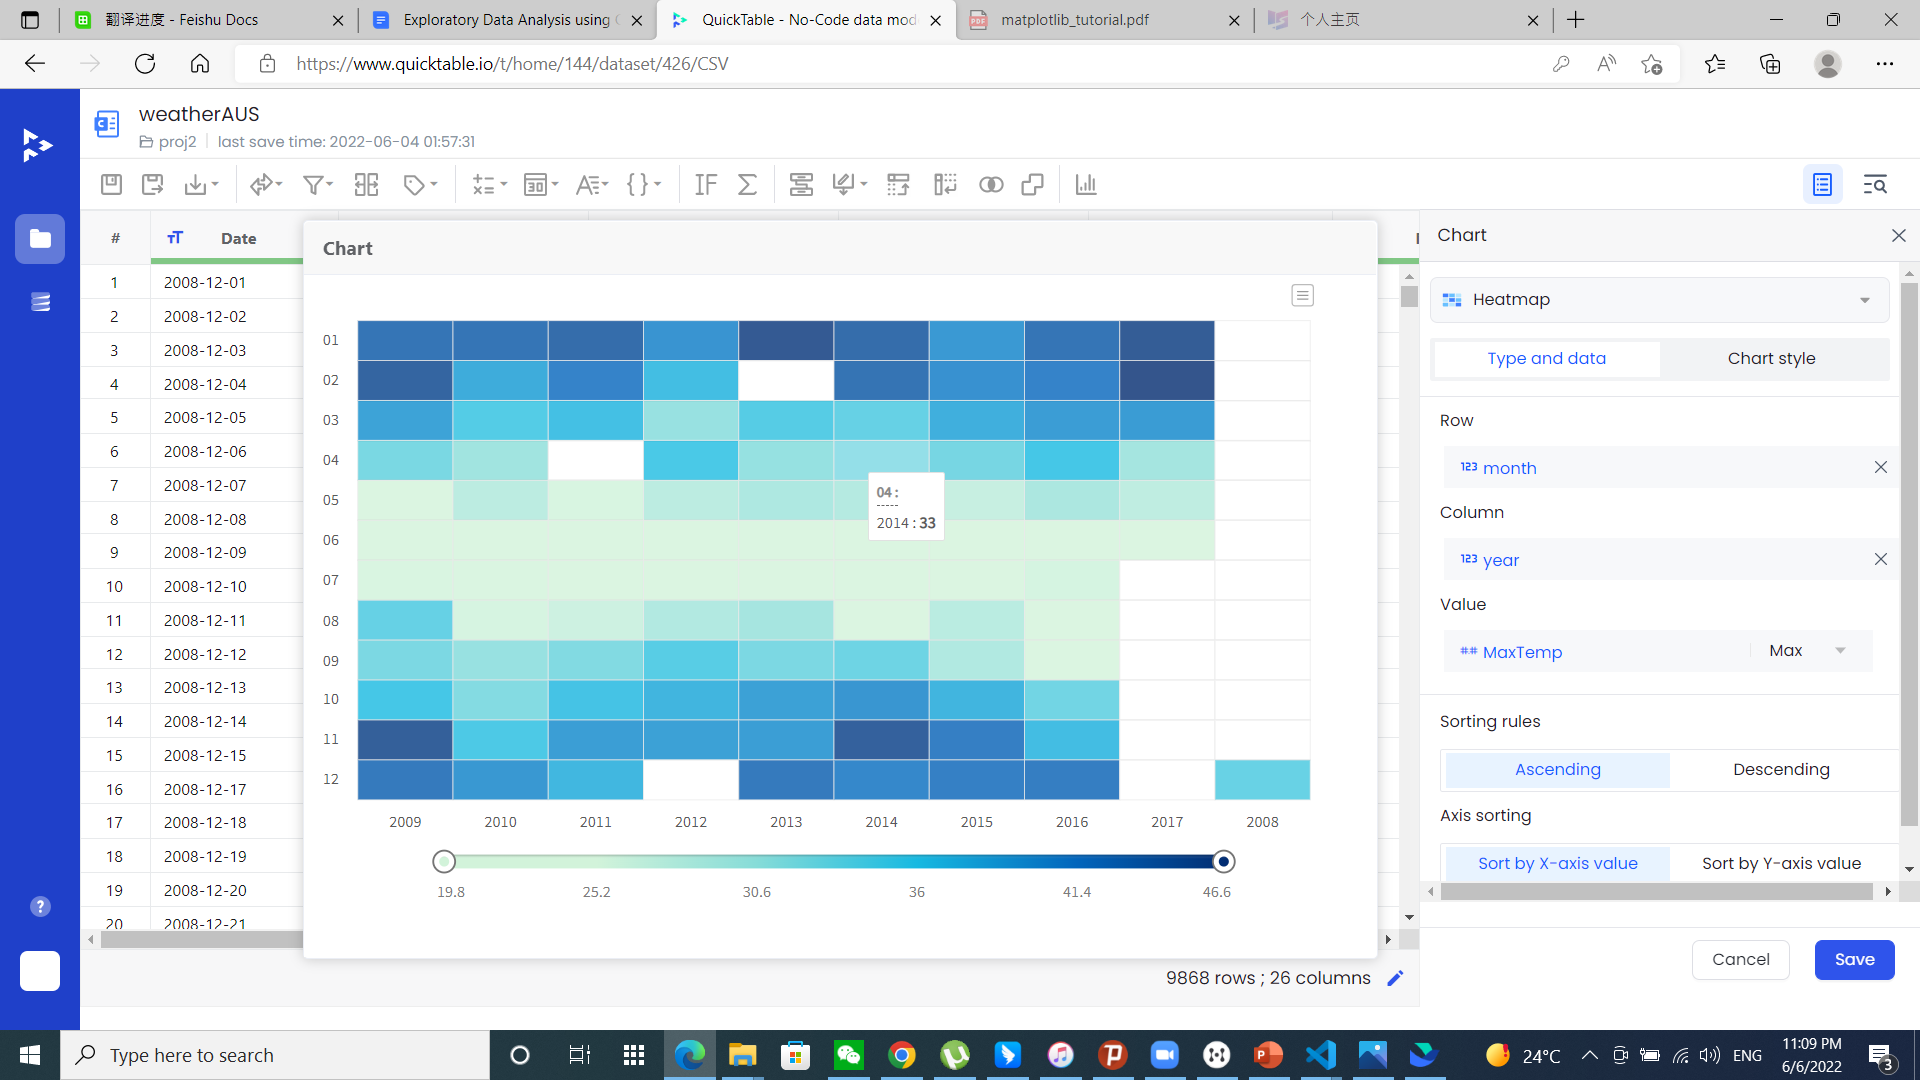 翻译进度 - Feishu Docs
Exploratory Data Analysis using
QuickTable - No-Code data mod
matplotlib_tutorial.pdf
个人主页
https://www.quicktable.io/t/home/144/dataset/426/CSV
weatherAUS
proj2 last save time: 2022-06-04 01:57:31
30 IF
# Date
1 2008-12-01
2 2008-12-02
3 2008-12-03
4 2008-12-04
5 2008-12-05
6 2008-12-06
7 2008-12-07
8 2008-12-08
9 2008-12-09
10 2008-12-10
11 2008-12-11
12 2008-12-12
13 2008-12-13
14 2008-12-14
15 2008-12-15
16 2008-12-17
17 2008-12-18
18 2008-12-19
19 2008-12-20
20 2008-12-21
Chart
01
02
03
04
05
06
07
08
09
10
11
12
04 :
2014 : 33
2009 2010 2011 2012 2013 2014 2015 2016 2017 2008
19.8 25.2 30.6 36 41.4 46.6
9868 rows ; 26 columns
Chart
Heatmap
Type and data Chart style
Row
123 month
Column
123 year
Value
## MaxTemp Max
Sorting rules
Ascending Descending
Axis sorting
Sort by X-axis value Sort by Y-axis value
Cancel Save
Type here to search
24°C ENG
11:09 PM
6/6/2022
3